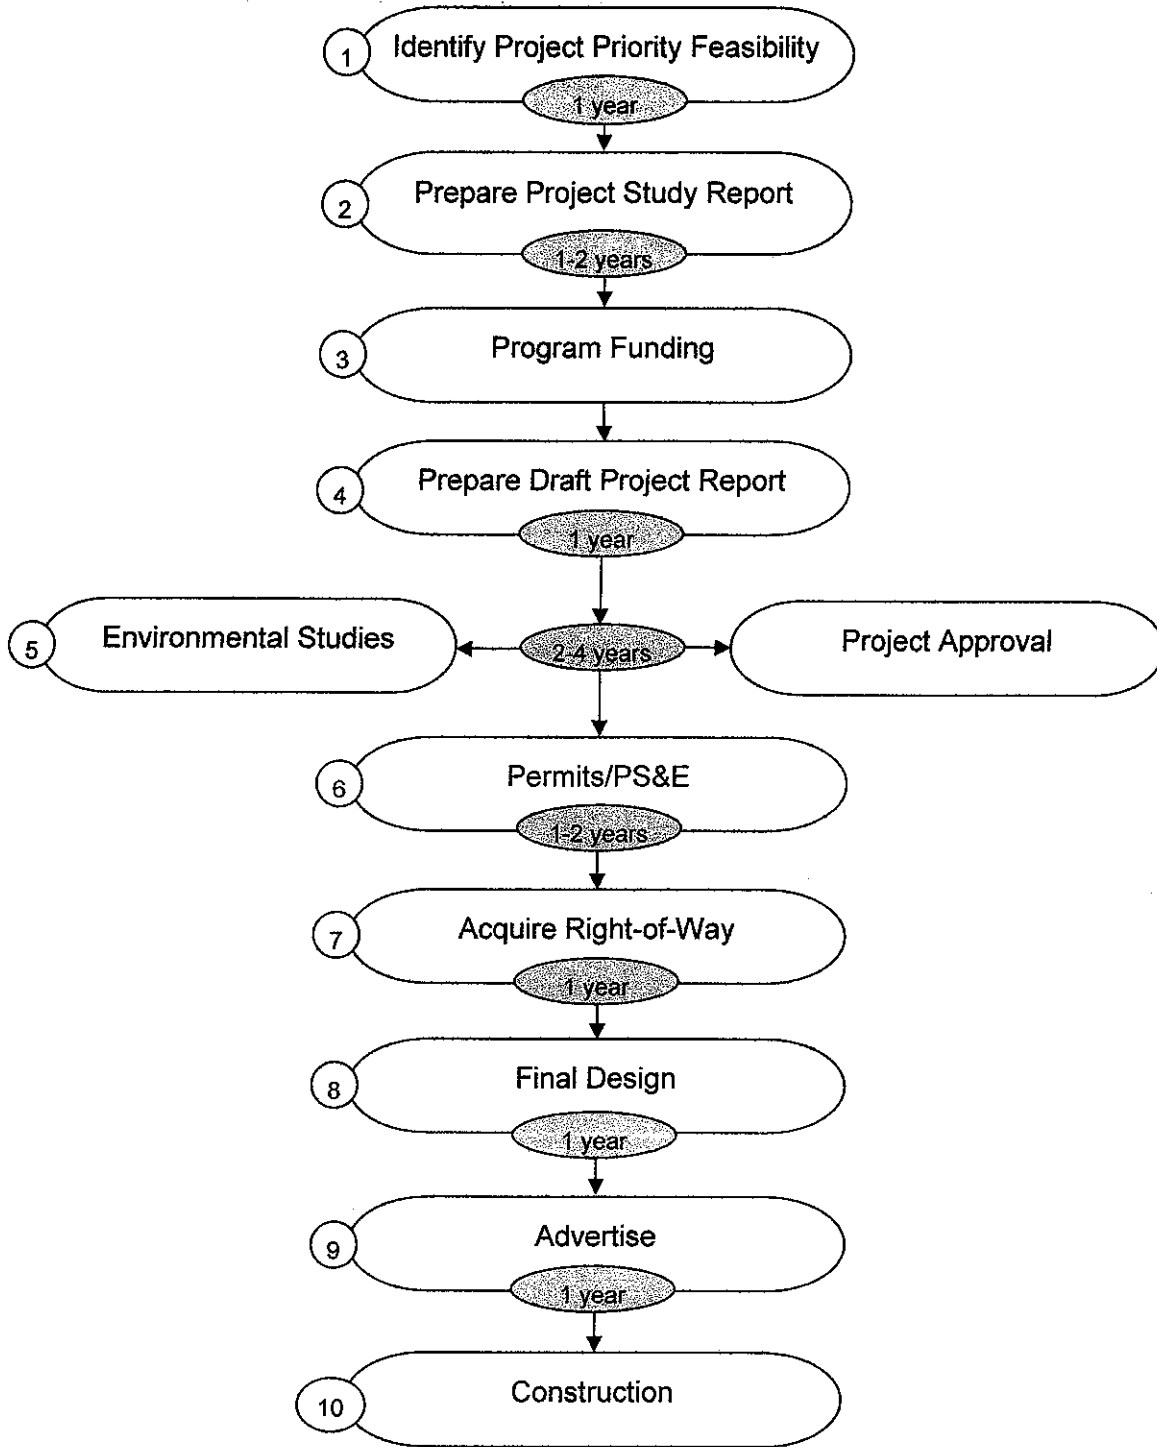 1
Identify Project Priority Feasibility
1 year
2
Prepare Project Study Report
1-2 years
3
Program Funding
4
Prepare Draft Project Report
1 year
5
Environmental Studies
2-4 years
Project Approval
6
Permits/PS&E
1-2 years
7
Acquire Right-of-Way
1 year
8
Final Design
1 year
9
Advertise
1 year
10
Construction